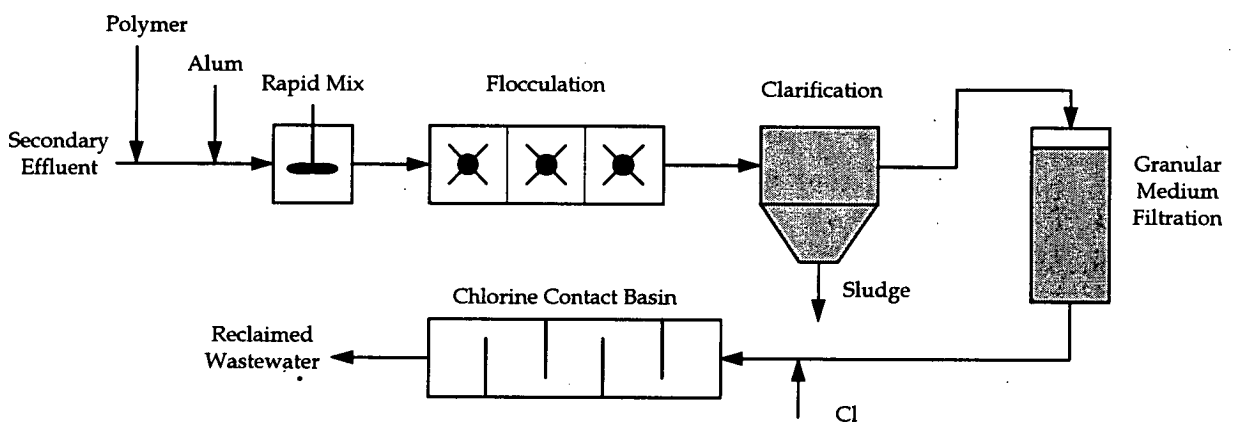 Polymer
Alum
Rapid Mix
Flocculation
Clarification
Secondary
Effluent
Granular
Medium
Filtration
Sludge
Chlorine Contact Basin
Reclaimed
Wastewater
Cl